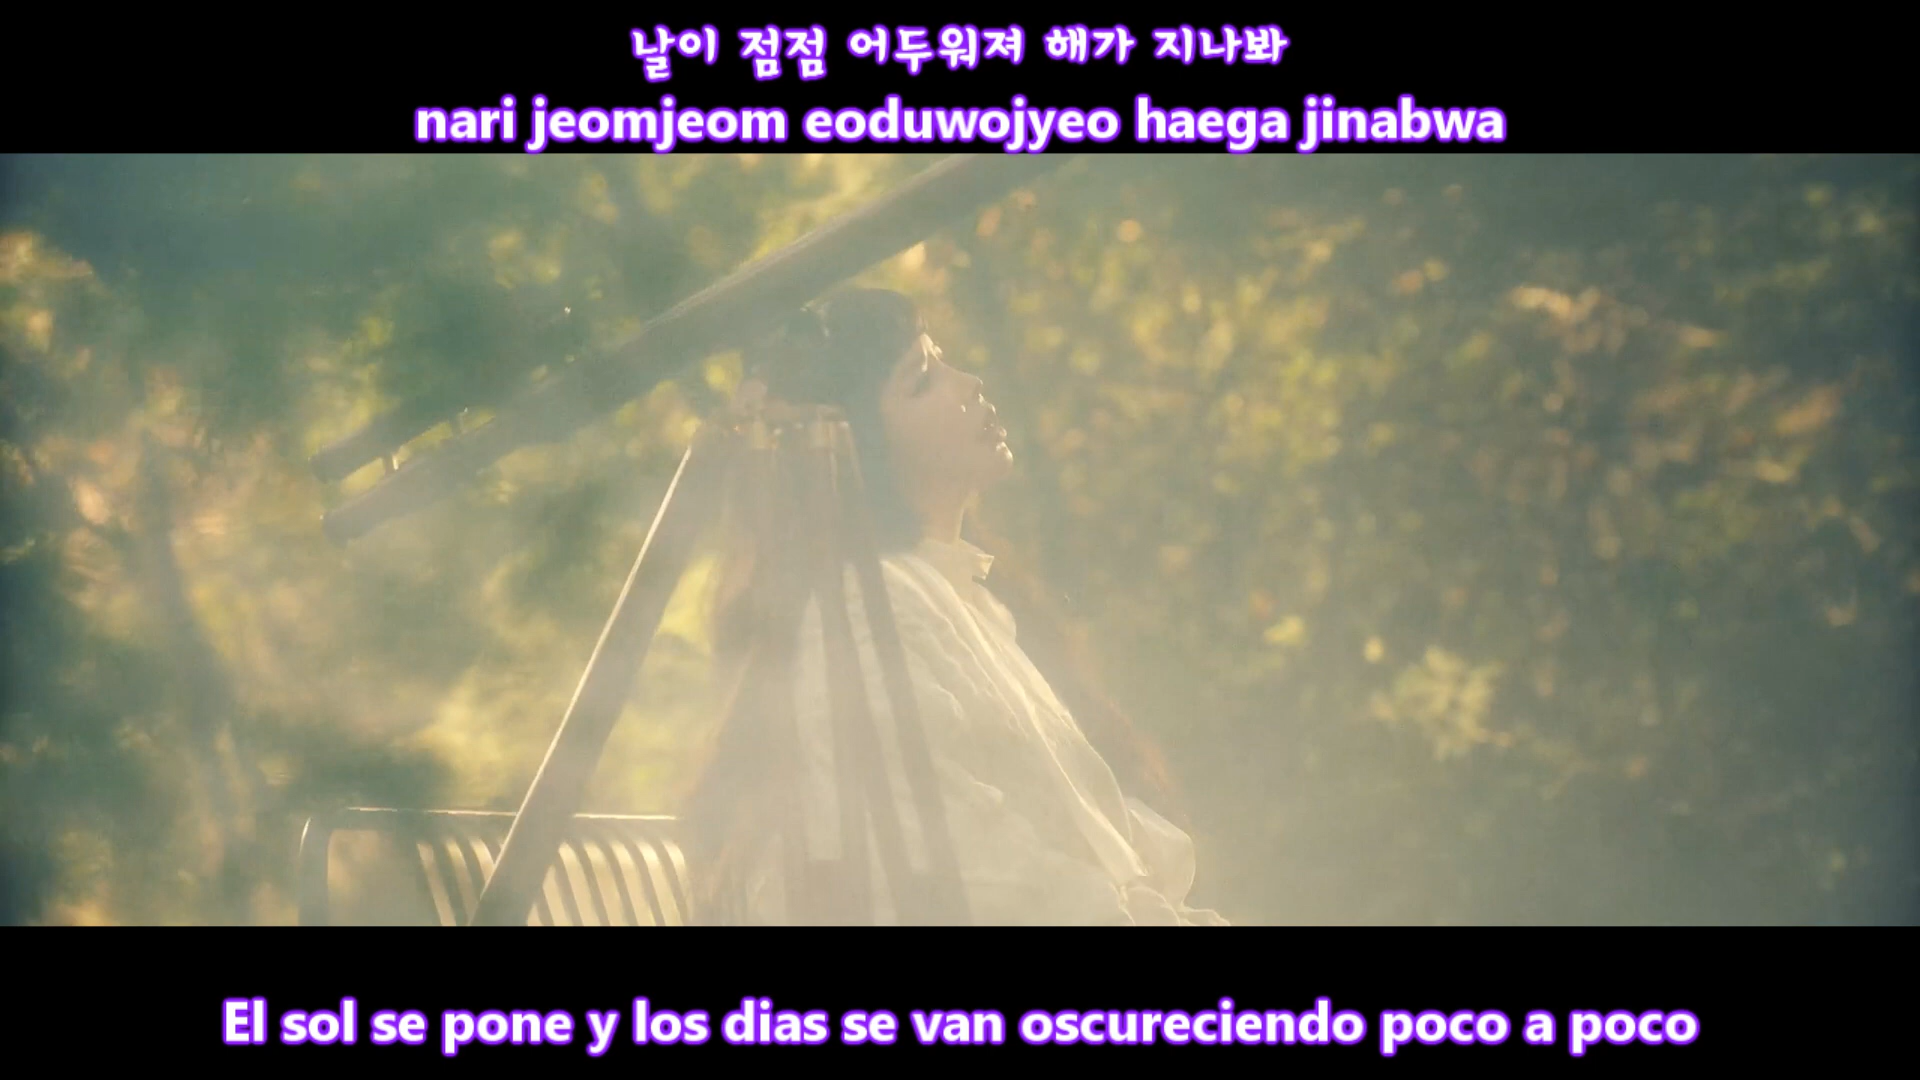 날이 점점 어두워져 해가 지나봐
nari jeomjeom eoduwojyeo haega jinabwa
El sol se pone y los dias se van oscureciendo poco a poco